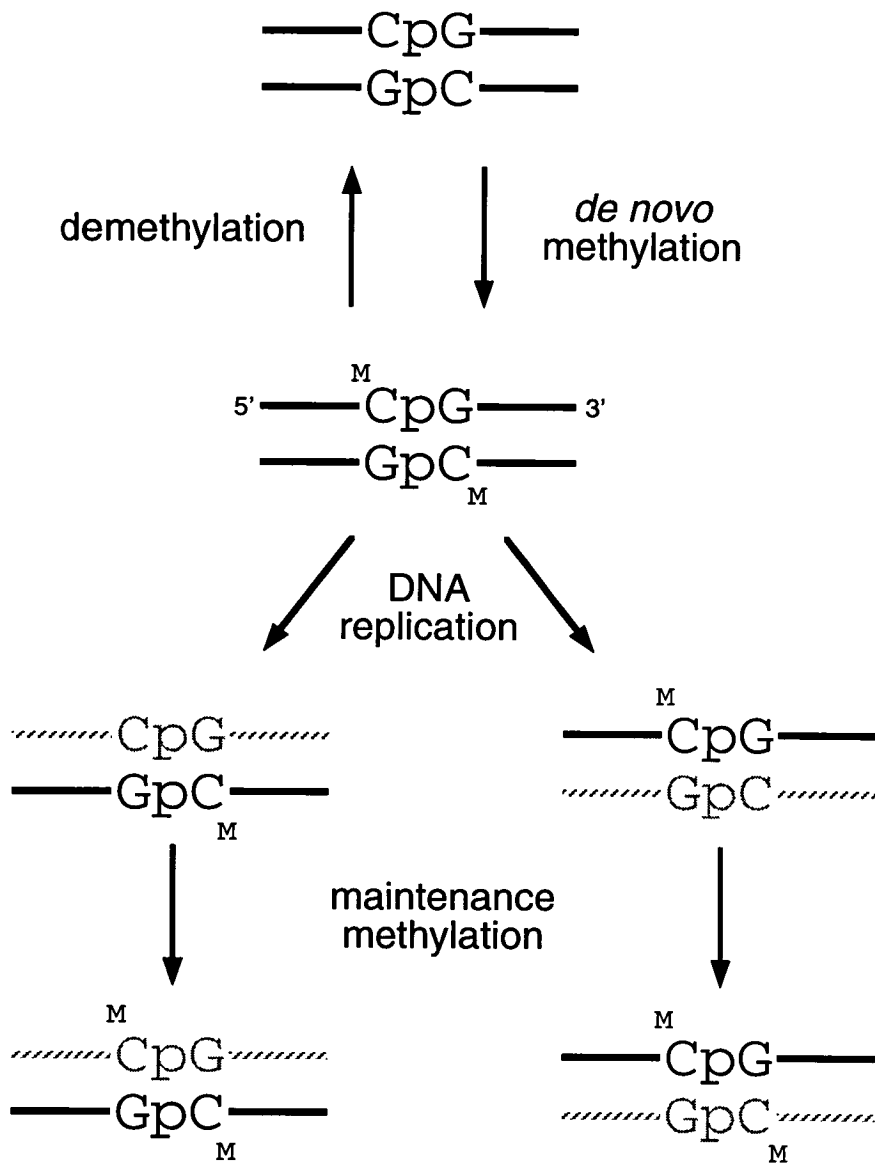 CpG
GpC
demethylation
de novo
methylation
M
5' CpG 3'
GpC
M
DNA
replication
CpG
GpC
M
M
CpG
GpC
maintenance
methylation
M
CpG
GpC
M
M
CpG
GpC
M